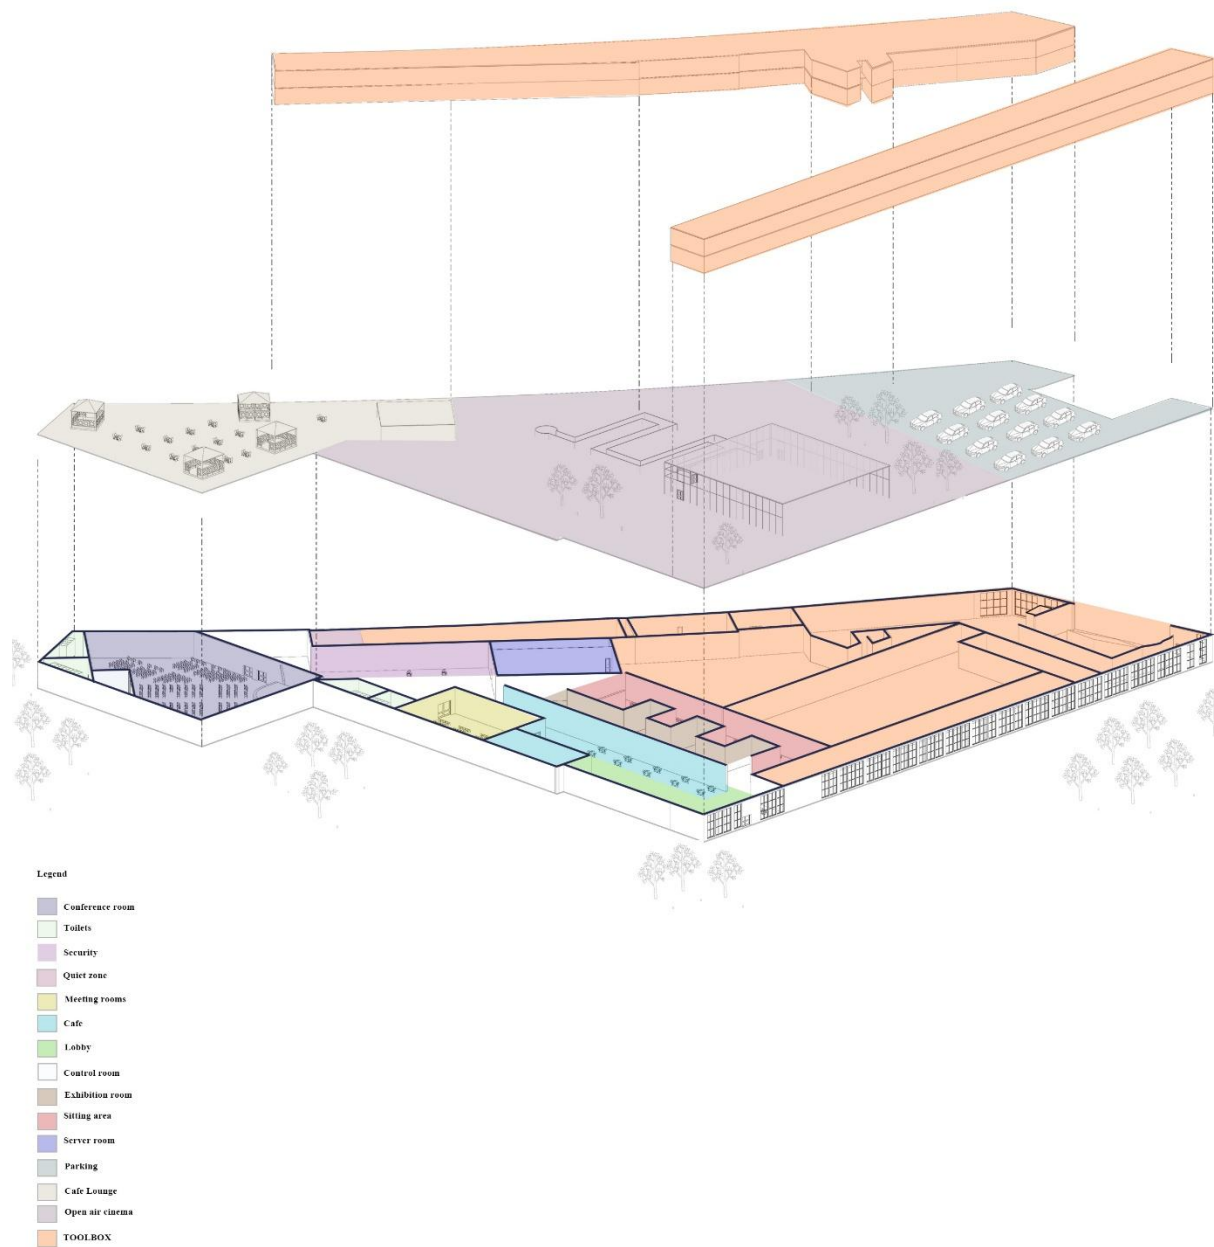 Legend
Conference room
Toilets
Security
Quiet zone
Meeting rooms
Cafe
Lobby
Control room
Exhibition room
Sitting area
Server room
Parking
Cafe Lounge
Open air cinema
TOOLBOX